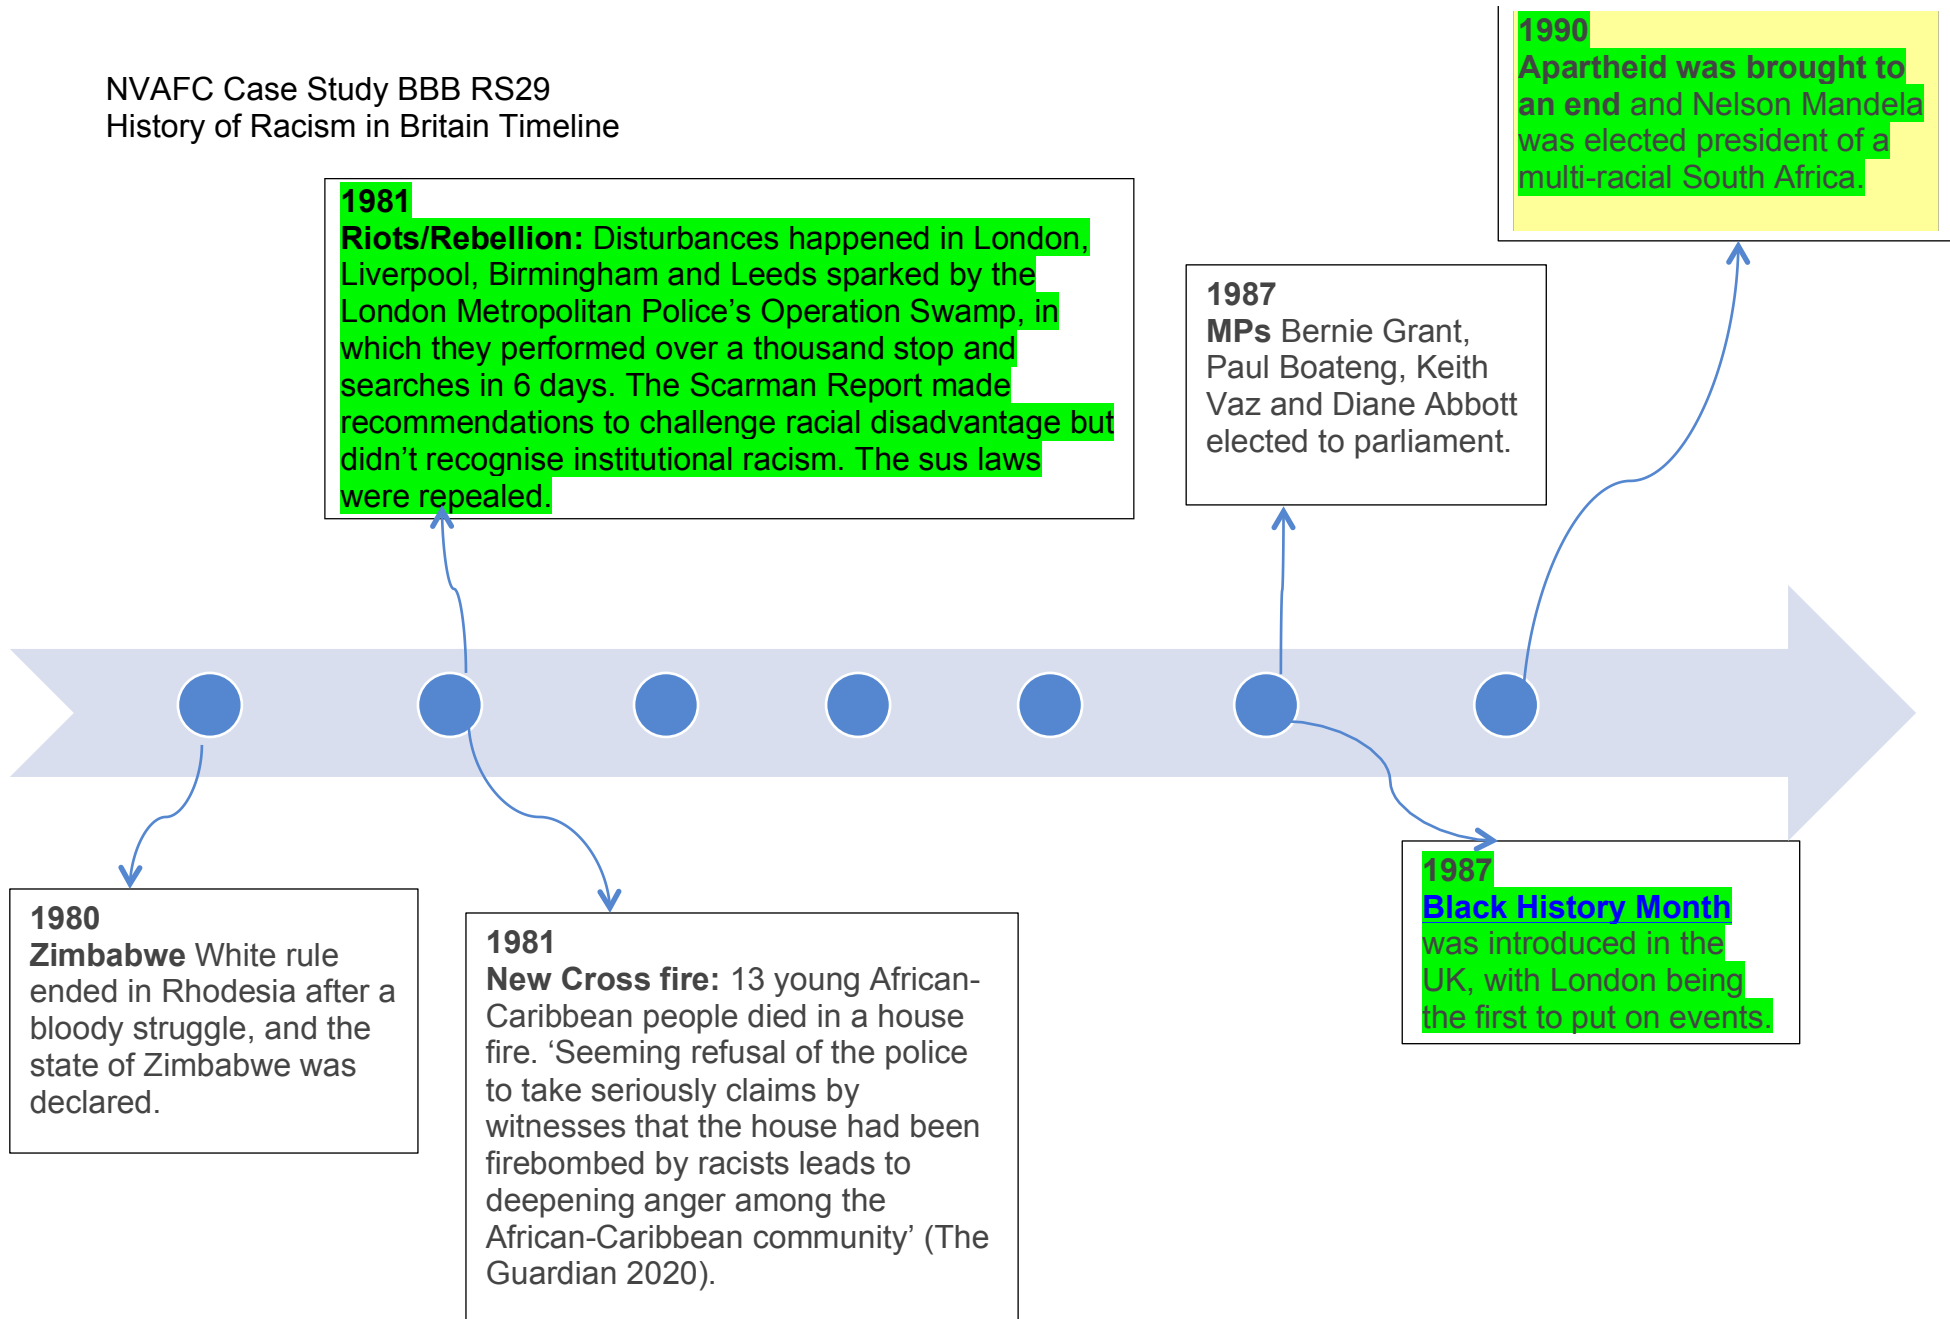 NVAFC Case Study BBB RS29
History of Racism in Britain Timeline
1990
Apartheid was brought to
an end and Nelson Mandela
was elected president of a
multi-racial South Africa.
1981
Riots/Rebellion: Disturbances happened in London,
Liverpool, Birmingham and Leeds sparked by the
London Metropolitan Police’s Operation Swamp, in
which they performed over a thousand stop and
searches in 6 days. The Scarman Report made
recommendations to challenge racial disadvantage but
didn’t recognise institutional racism. The sus laws
were repealed.
1987
MPs Bernie Grant,
Paul Boateng, Keith
Vaz and Diane Abbott
elected to parliament.
1980
Zimbabwe White rule
ended in Rhodesia after a
bloody struggle, and the
state of Zimbabwe was
declared.
1981
New Cross fire: 13 young African-
Caribbean people died in a house
fire. ‘Seeming refusal of the police
to take seriously claims by
witnesses that the house had been
firebombed by racists leads to
deepening anger among the
African-Caribbean community’ (The
Guardian 2020).
1987
Black History Month
was introduced in the
UK, with London being
the first to put on events.